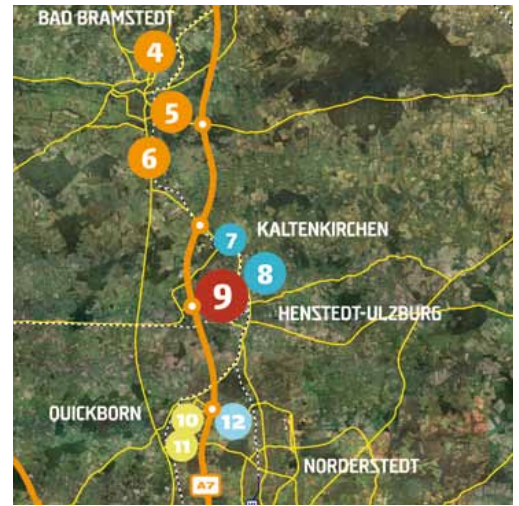 BAD BRAMSTEDT
4
5
6
7
KALTENKIRCHEN
8
9
HENSTEDT-ULZBURG
QUICKBORN
10
12
11
NORDERSTEDT
A7